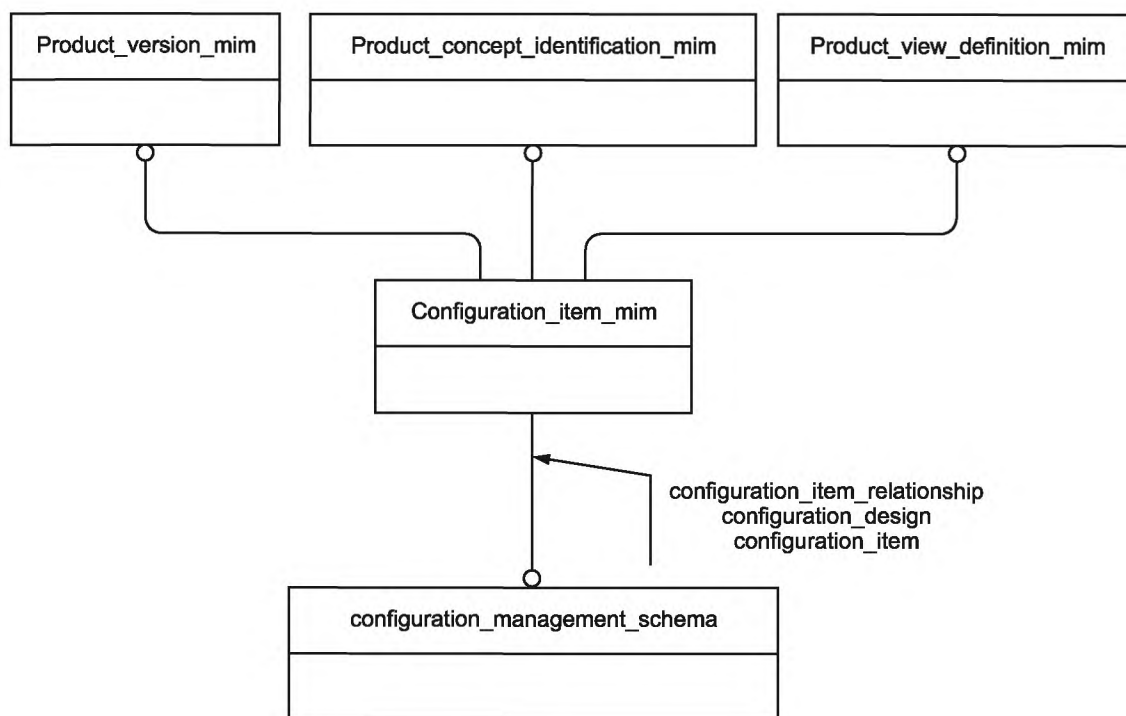 Product_version_mim
Product_concept_identification_mim
Product_view_definition_mim
Configuration_item_mim
configuration_item_relationship
configuration_design
configuration_item
configuration_management_schema